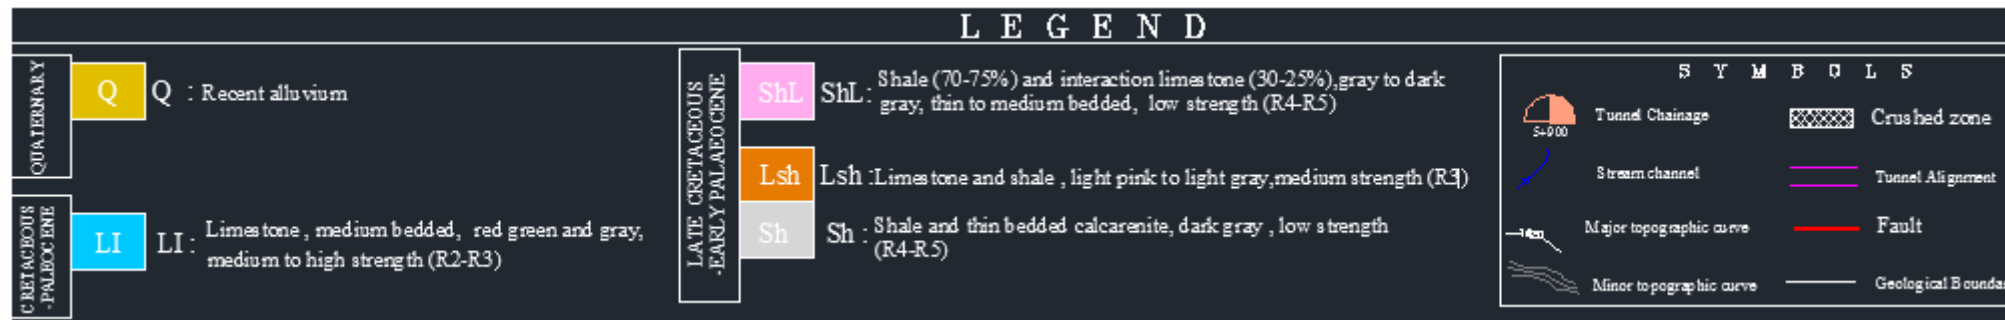 L E G E N D
QUATERNARY
Q
Q : Recent alluvium
CRETACEOUS
-PALEOCENE
LI
LI : Limestone , medium bedded, red green and gray,
medium to high strength (R2-R3)
LATE CRETACEOUS
-EARLY PALAEOCENE
ShL
ShL: Shale (70-75%) and interaction limestone (30-25%),gray to dark
gray, thin to medium bedded, low strength (R4-R5)
Lsh
Lsh :Limestone and shale , light pink to light gray,medium strength (R3)
Sh
Sh : Shale and thin bedded calcarenite, dark gray , low strength
(R4-R5)
S Y M B O L S
5+900
Tunnel Chainage
Crushed zone
Stream channel
Tunnel Alignment
Major topographic curve
Fault
Minor topographic curve
Geological Boundar